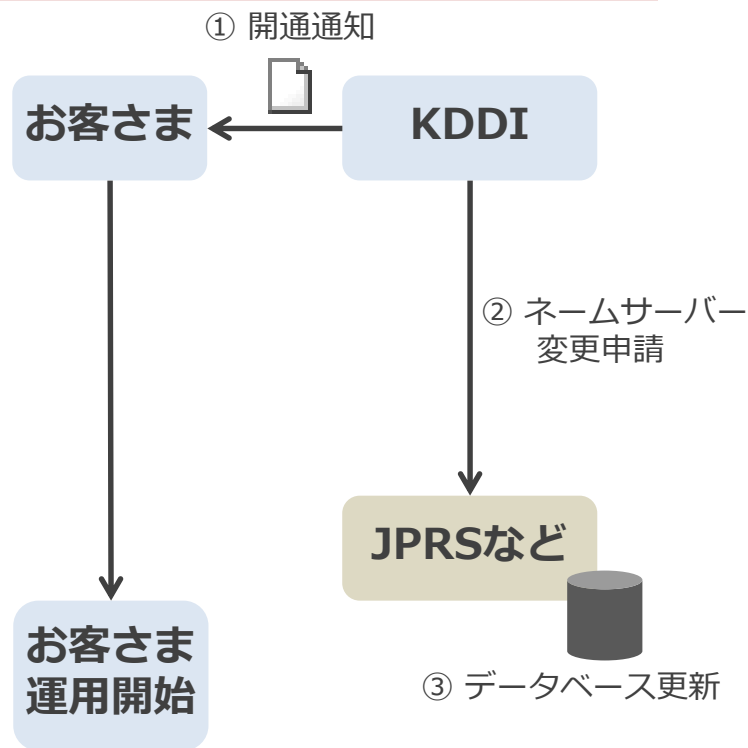 ① 開通通知
お客さま
KDDI
② ネームサーバー
変更申請
JPRSなど
③ データベース更新
お客さま
運用開始